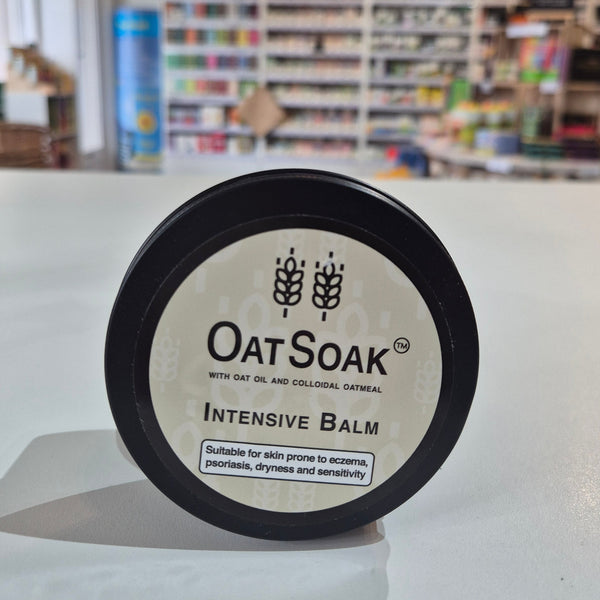 OATSOAK™
WITH OAT OIL AND COLLOIDAL OATMEAL
INTENSIVE BALM
Suitable for skin prone to eczema,
psoriasis, dryness and sensitivity